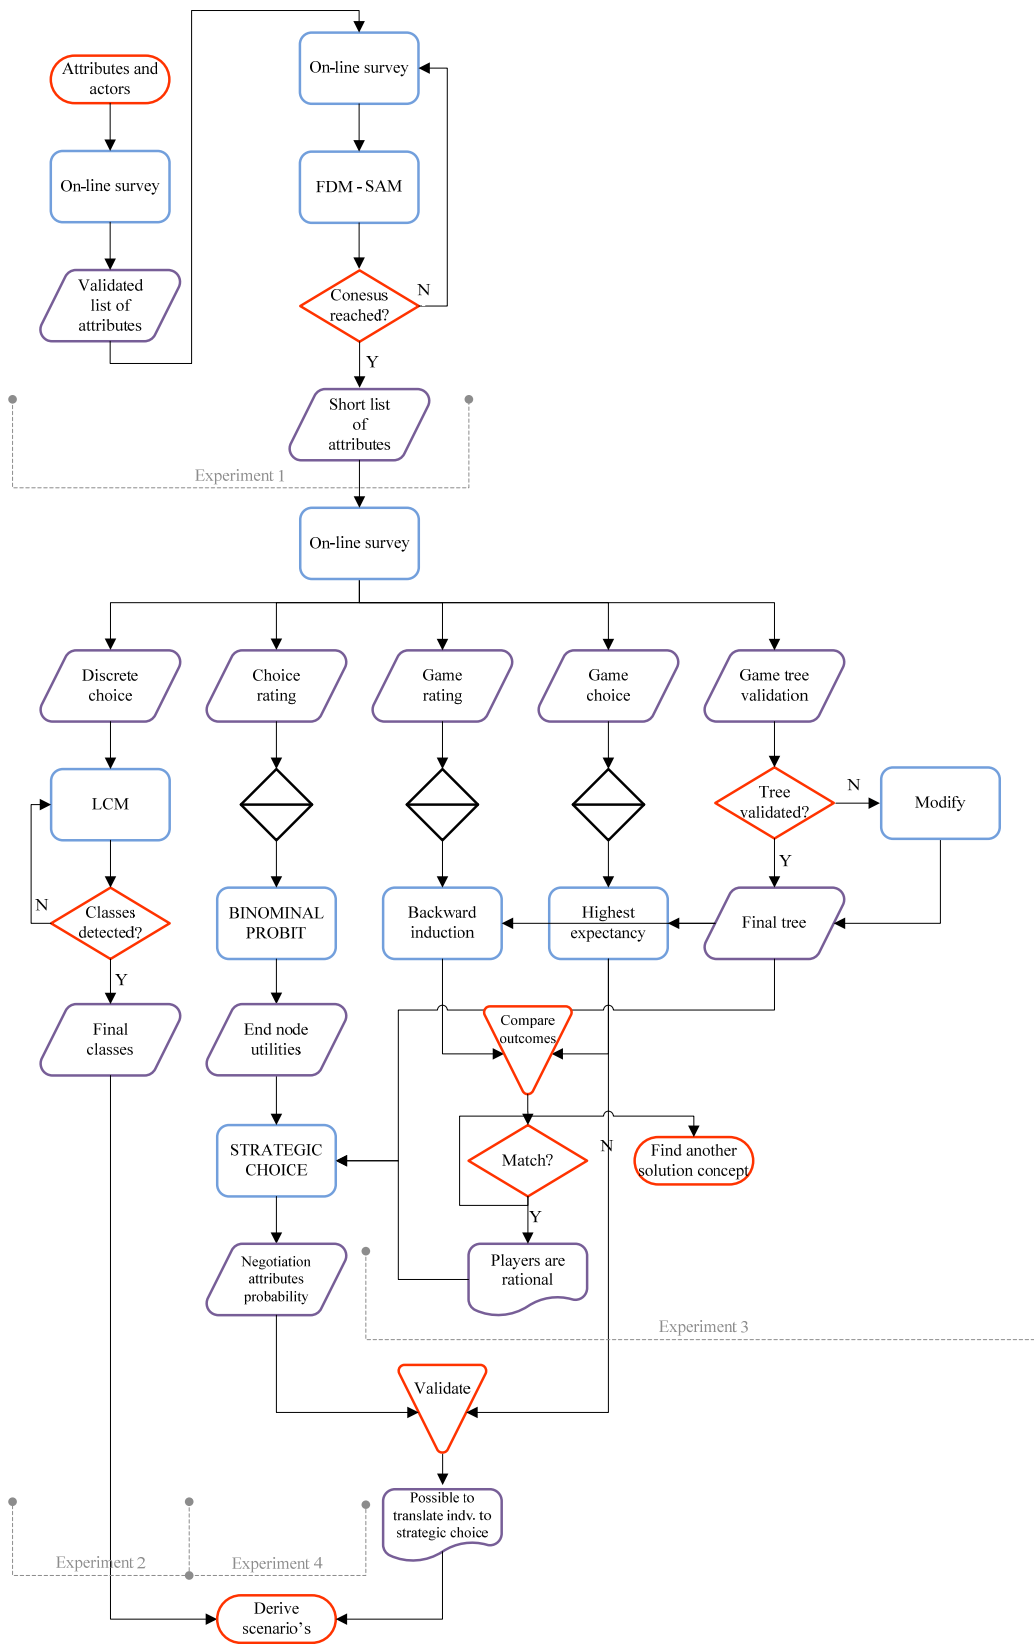 Attributes and
actors
On-line survey
Validated
list of
attributes
On-line survey
FDM - SAM
Conesus
reached?
N
Y
Short list
of
attributes
Experiment 1
On-line survey
Discrete
choice
Choice
rating
Game
rating
Game
choice
Game tree
validation
LCM
Tree
validated?
N
Modify
Y
Classes
detected?
N
Y
BINOMINAL
PROBIT
Backward
induction
Highest
expectancy
Final tree
Final
classes
End node
utilities
Compare
outcomes
STRATEGIC
CHOICE
Match?
N
Find another
solution concept
Y
Negotiation
attributes
probability
Players are
rational
Experiment 3
Validate
Possible to
translate indv. to
strategic choice
Experiment 2
Experiment 4
Derive
scenario's